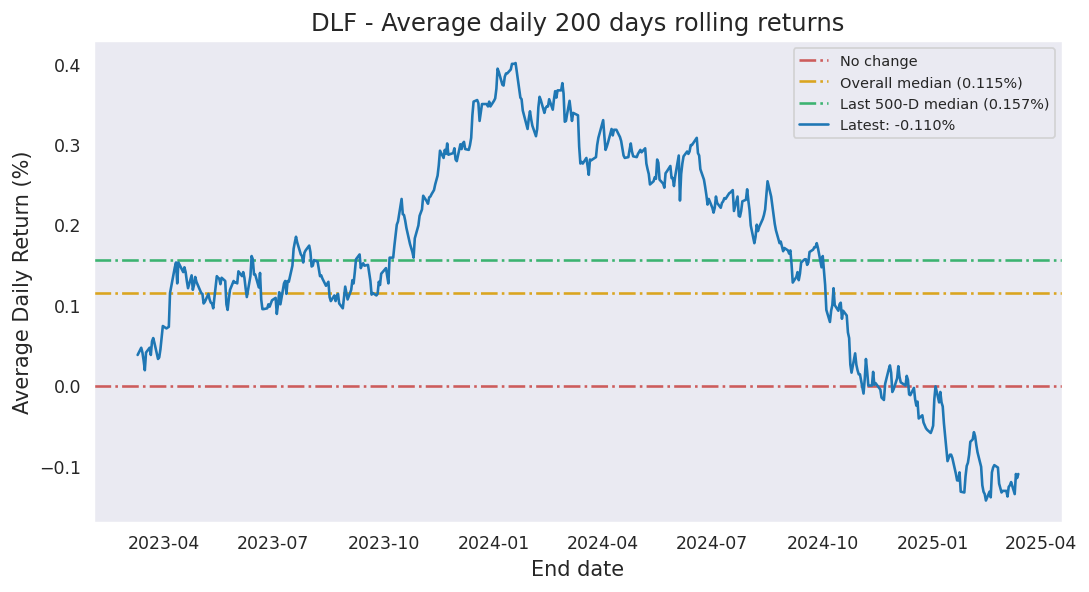 DLF - Average daily 200 days rolling returns
No change
Overall median (0.115%)
Last 500-D median (0.157%)
Latest: -0.110%
Average Daily Return (%)
0.4
0.3
0.2
0.1
0.0
−0.1
2023-04 2023-07 2023-10 2024-01 2024-04 2024-07 2024-10 2025-01 2025-04
End date